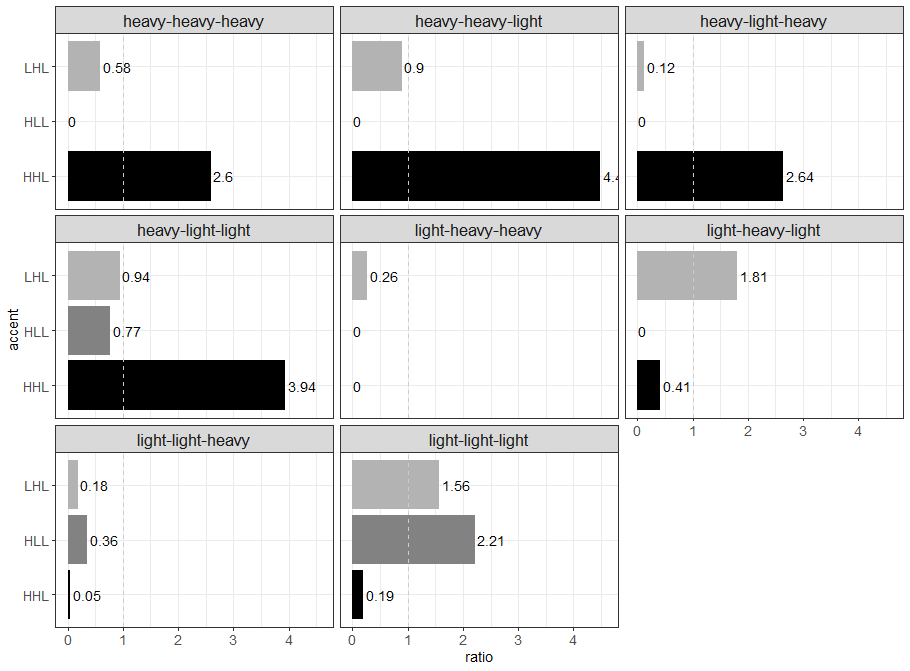 heavy-heavy-heavy heavy-heavy-light heavy-light-heavy
LHL 0.58 0.9 0.12
HLL 0 0 0
HHL 2.6 2.64
heavy-light-light light-heavy-heavy light-heavy-light
LHL 0.94 0.26 1.81
HLL 0.77 0 0
HHL 3.94 0 0.41
accent
0 1 2 3 4
light-light-heavy light-light-light
LHL 0.18 1.56
HLL 0.36 2.21
HHL 0.05 0.19
0 1 2 3 4 0 1 2 3 4
ratio